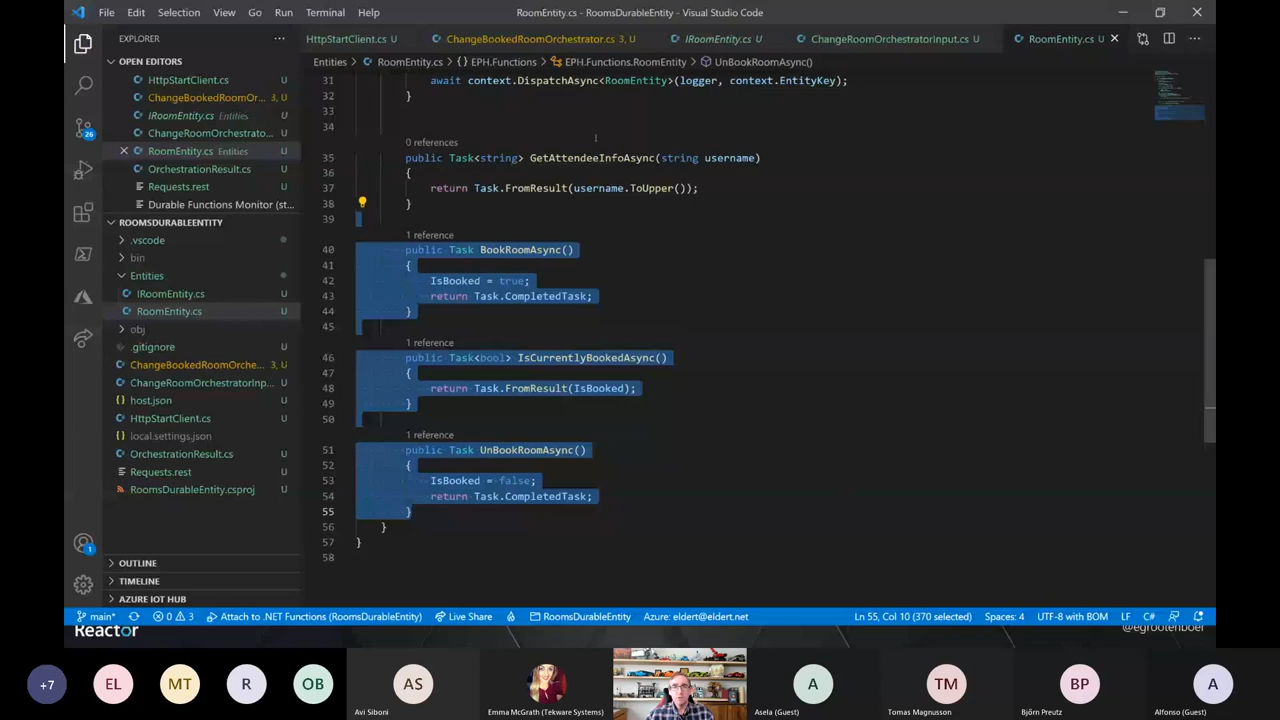 File Edit Selection View Go Run Terminal Help
RoomEntity.cs - RoomsDurableEntity - Visual Studio Code
EXPLORER
HttpStartClient.cs U
ChangeBookedRoomOrchestrator.cs 3, U
IRoomEntity.cs U
ChangeRoomOrchestratorInput.cs U
RoomEntity.cs U
Entities > RoomEntity.cs > {} EPH.Functions > EPH.Functions.RoomEntity > UnBookRoomAsync()
OPEN EDITORS
HttpStartClient.cs U
ChangeBookedRoomOr... 3, U
IRoomEntity.cs Entities U
ChangeRoomOrchestrato... U
RoomEntity.cs Entities U
OrchestrationResult.cs U
Requests.rest U
Durable Functions Monitor (st...
26
ROOMSDURABLEENTITY
.vscode
bin
Entities
IRoomEntity.cs U
RoomEntity.cs U
obj
.gitignore U
ChangeBookedRoomOrche... 3, U
ChangeRoomOrchestratorInp... U
host.json U
HttpStartClient.cs U
local.settings.json
OrchestrationResult.cs U
Requests.rest U
RoomsDurableEntity.csproj U
OUTLINE
TIMELINE
AZURE IOT HUB
1
31 await context.DispatchAsync<RoomEntity>(logger, context.EntityKey);
32 }
33
34
0 references
35 public Task<string> GetAttendeeInfoAsync(string username)
36 {
37 return Task.FromResult(username.ToUpper());
38 }
39
1 reference
40 public Task BookRoomAsync()
41 {
42 IsBooked = true;
43 return Task.CompletedTask;
44 }
45
1 reference
46 public Task<bool> IsCurrentlyBookedAsync()
47 {
48 return Task.FromResult(IsBooked);
49 }
50
1 reference
51 public Task UnBookRoomAsync()
52 {
53 IsBooked = false;
54 return Task.CompletedTask;
55 }
56 }
57 }
58
main* 0 3 Attach to .NET Functions (RoomsDurableEntity) Live Share RoomsDurableEntity Azure: eldert@eldert.net Ln 55, Col 10 (370 selected) Spaces: 4 UTF-8 with BOM LF C#
Reactor
@egrootenboer
+7 EL MT R OB AS A TM BP A
Avi Siboni
Emma McGrath (Tekware Systems)
Asela (Guest)
Tomas Magnusson
Björn Preutz
Alfonso (Guest)